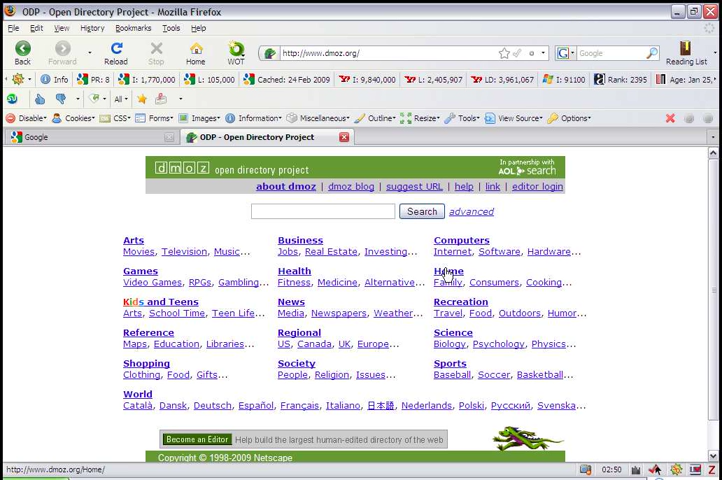 ODP - Open Directory Project - Mozilla Firefox
File Edit View History Bookmarks Tools Help
Back Forward Reload Stop Home WOT http://www.dmoz.org/ Google Reading List
Info PR: 8 I: 1,770,000 L: 105,000 Cached: 24 Feb 2009 I: 9,840,000 L: 2,405,907 LD: 3,961,067 I: 91100 Rank: 2395 Age: Jan 25,
All
Disable Cookies CSS Forms Images Information Miscellaneous Outline Resize Tools View Source Options
Google ODP - Open Directory Project
dmoz open directory project In partnership with
AOL search
about dmoz | dmoz blog | suggest URL | help | link | editor login
Search advanced
Arts Business Computers
Movies, Television, Music... Jobs, Real Estate, Investing... Internet, Software, Hardware...
Games Health Home
Video Games, RPGs, Gambling... Fitness, Medicine, Alternative... Family, Consumers, Cooking...
Kids and Teens News Recreation
Arts, School Time, Teen Life... Media, Newspapers, Weather... Travel, Food, Outdoors, Humor...
Reference Regional Science
Maps, Education, Libraries... US, Canada, UK, Europe... Biology, Psychology, Physics...
Shopping Society Sports
Clothing, Food, Gifts... People, Religion, Issues... Baseball, Soccer, Basketball...
World
Català, Dansk, Deutsch, Español, Français, Italiano, 日本語, Nederlands, Polski, Русский, Svenska...
Become an Editor Help build the largest human-edited directory of the web
Copyright © 1998-2009 Netscape
http://www.dmoz.org/Home/ 02:50